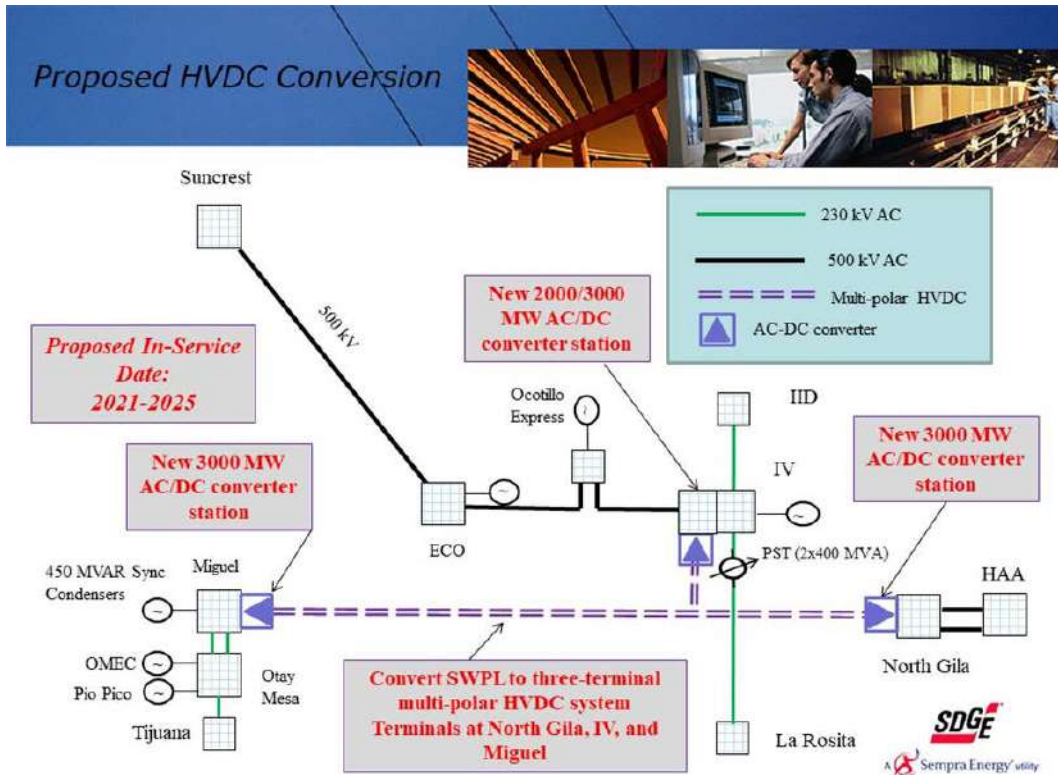 Proposed HVDC Conversion
Suncrest
230 kV AC
500 kV AC
Multi-polar HVDC
AC-DC converter
500 kV
New 2000/3000
MW AC/DC
converter station
Proposed In-Service
Date:
2021-2025
Ocotillo
Express
IID
New 3000 MW
AC/DC converter
station
IV
New 3000 MW
AC/DC converter
station
ECO
PST (2x400 MVA)
Miguel
450 MVAR Sync
Condensers
HAA
North Gila
OMEC
Pio Pico
Otay
Mesa
Tijuana
Convert SWPL to three-terminal
multi-polar HVDC system
Terminals at North Gila, IV, and
Miguel
La Rosita
SDGE
A Sempra Energy utility